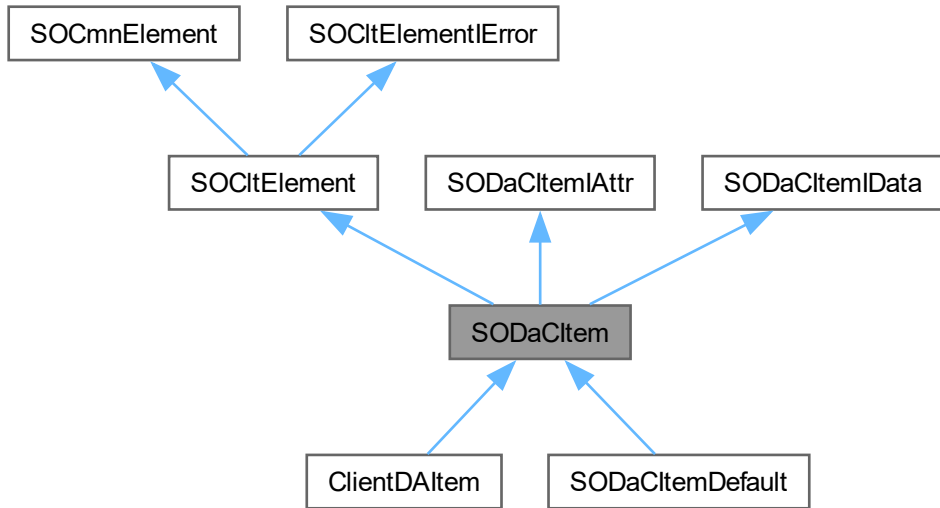 SOCmnElement
SOCltElementIError
SOCltElement
SODaCItemIAttr
SODaCItemIData
SODaCItem
ClientDAItem
SODaCItemDefault